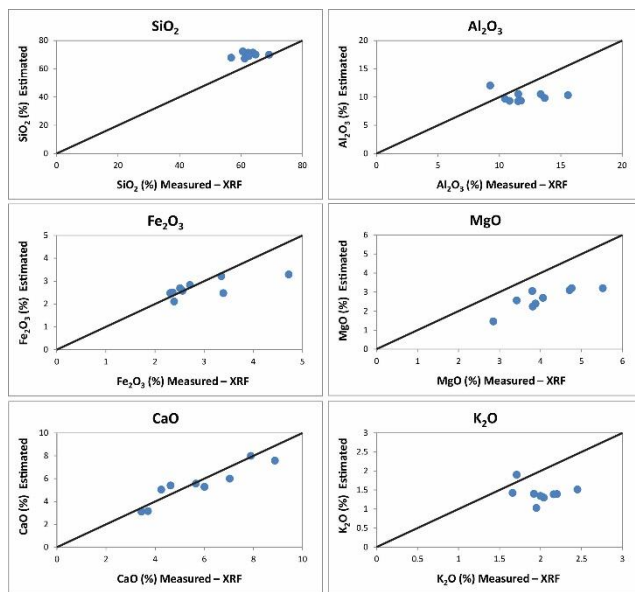 SiO₂
SiO₂ (%) Estimated
80
60
40
20
0
0 20 40 60 80
SiO₂ (%) Measured – XRF
Al₂O₃
Al₂O₃ (%) Estimated
20
15
10
5
0
0 5 10 15 20
Al₂O₃ (%) Measured – XRF
Fe₂O₃
Fe₂O₃ (%) Estimated
5
4
3
2
1
0
0 1 2 3 4 5
Fe₂O₃ (%) Measured – XRF
MgO
MgO (%) Estimated
6
5
4
3
2
1
0
0 1 2 3 4 5 6
MgO (%) Measured – XRF
CaO
CaO (%) Estimated
10
8
6
4
2
0
0 2 4 6 8 10
CaO (%) Measured – XRF
K₂O
K₂O (%) Estimated
3
2.5
2
1.5
1
0.5
0
0 0.5 1 1.5 2 2.5 3
K₂O (%) Measured – XRF